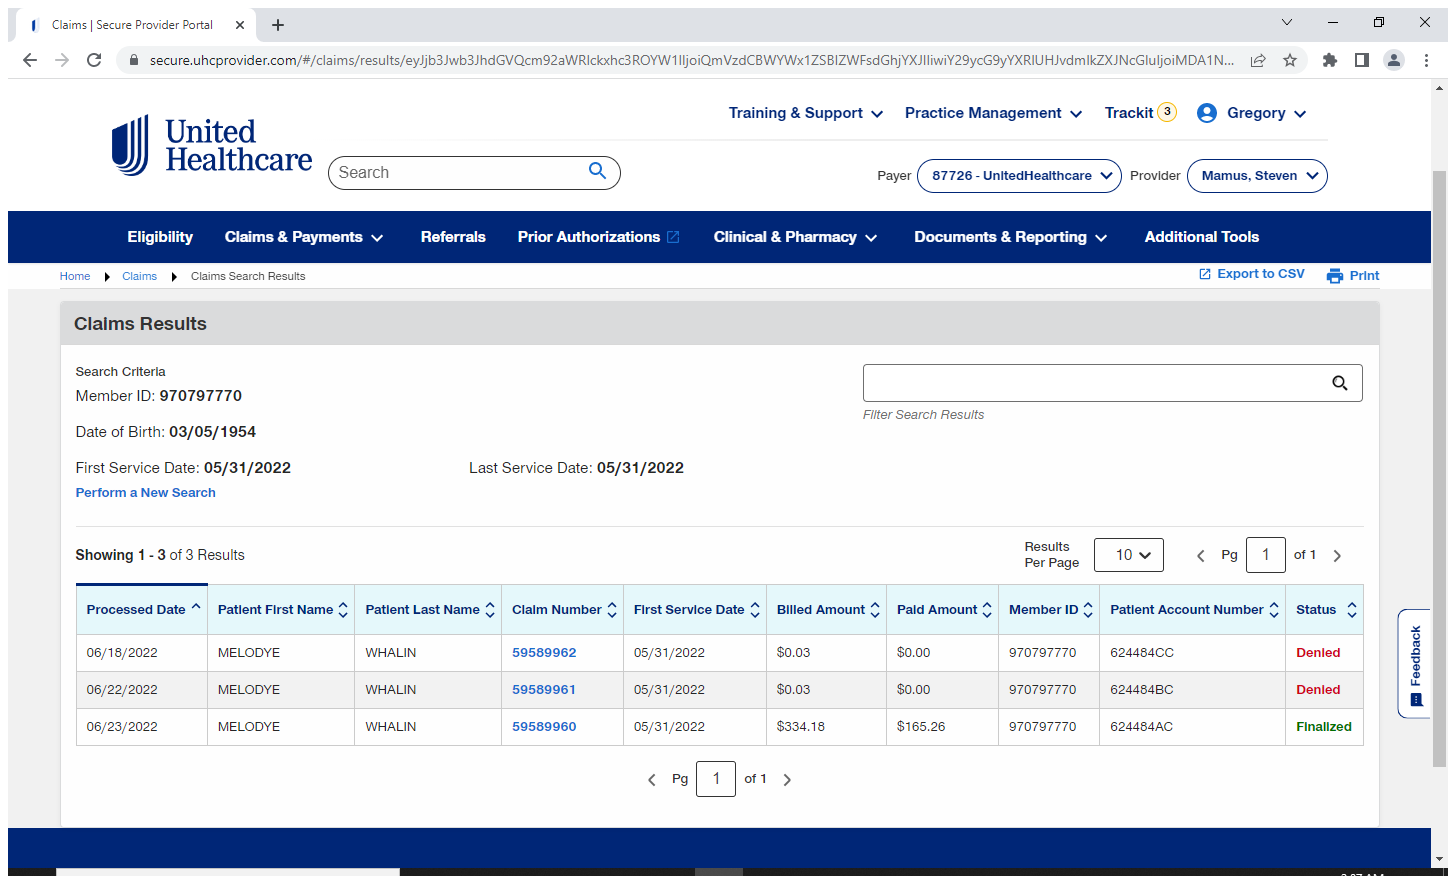 Claims | Secure Provider Portal
secure.uhcprovider.com/#/claims/results/
Training & Support Practice Management Trackit 3 Gregory
United
Healthcare
Search
Payer 87726 - UnitedHealthcare Provider Mamus, Steven
Eligibility Claims & Payments Referrals Prior Authorizations Clinical & Pharmacy Documents & Reporting Additional Tools
Home Claims Claims Search Results Export to CSV Print
Claims Results
Search Criteria
Member ID: 970797770
Filter Search Results
Date of Birth: 03/05/1954
First Service Date: 05/31/2022 Last Service Date: 05/31/2022
Perform a New Search
Showing 1 - 3 of 3 Results
Results
Per Page 10 Pg 1 of 1
Processed Date Patient First Name Patient Last Name Claim Number First Service Date Billed Amount Paid Amount Member ID Patient Account Number Status
06/18/2022 MELODYE WHALIN 59589962 05/31/2022 $0.03 $0.00 970797770 624484CC Denied
06/22/2022 MELODYE WHALIN 59589961 05/31/2022 $0.03 $0.00 970797770 624484BC Denied
06/23/2022 MELODYE WHALIN 59589960 05/31/2022 $334.18 $165.26 970797770 624484AC Finalized
Pg 1 of 1
Feedback